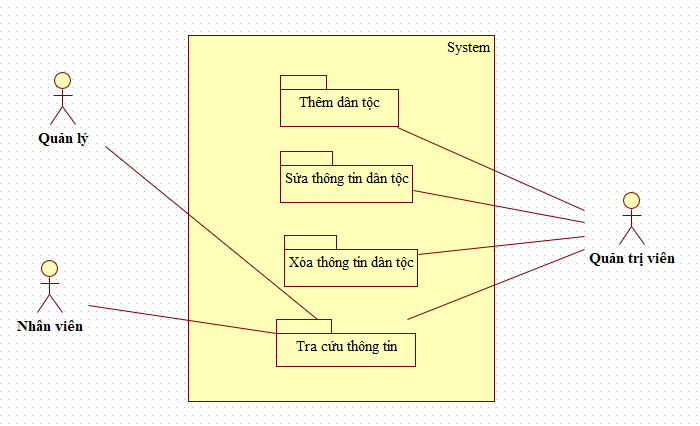 System
Thêm dân tộc
Quản lý
Sửa thông tin dân tộc
Xóa thông tin dân tộc
Quản trị viên
Nhân viên
Tra cứu thông tin